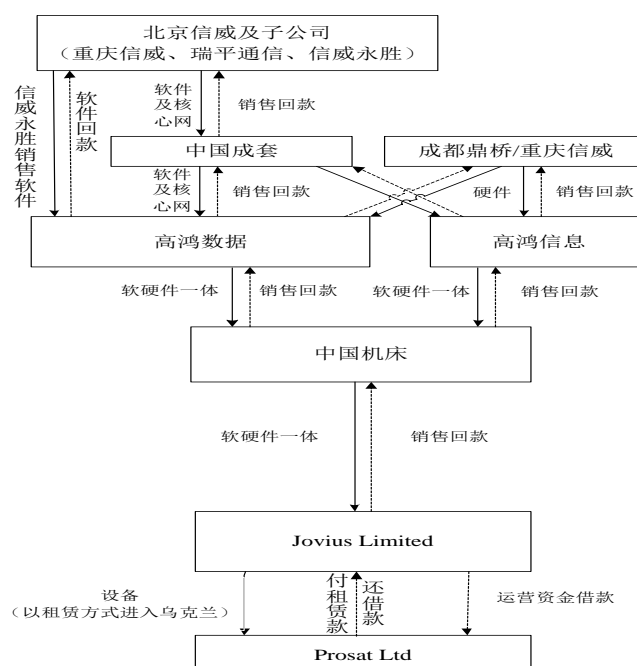 北京信威及子公司
（重庆信威、瑞平通信、信威永胜）
信威永胜销售软件
软件回款
软件
及核
心网
销售回款
中国成套
成都鼎桥/重庆信威
软件
及核
心网
销售回款
硬件
销售回款
高鸿数据
高鸿信息
软硬件一体
销售回款
软硬件一体
销售回款
中国机床
软硬件一体
销售回款
Jovius Limited
设备
（以租赁方式进入乌克兰）
付租赁款
还借款
运营资金借款
Prosat Ltd